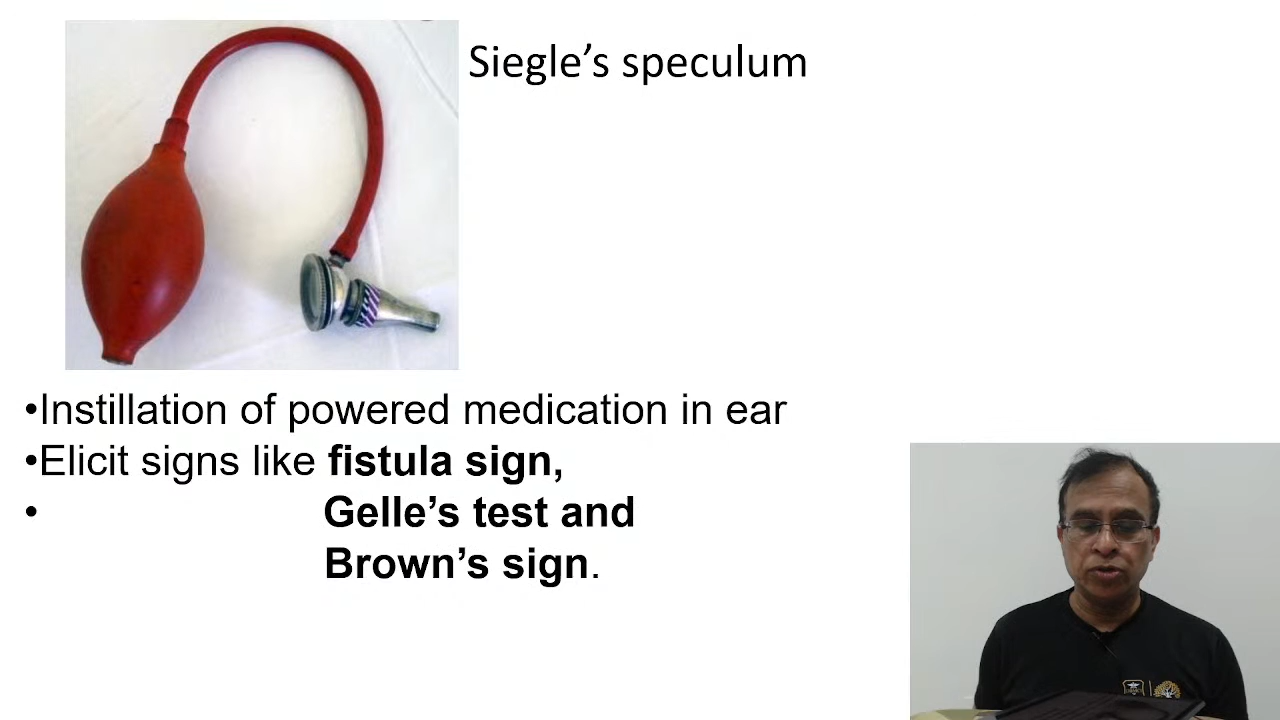 Siegle’s speculum
•Instillation of powered medication in ear
•Elicit signs like fistula sign,
• Gelle’s test and
Brown’s sign.